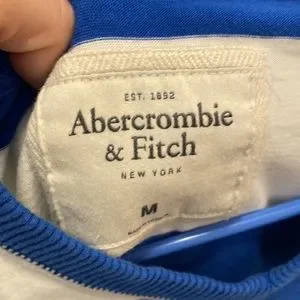 EST. 1892
Abercrombie
& Fitch
NEW YORK
M